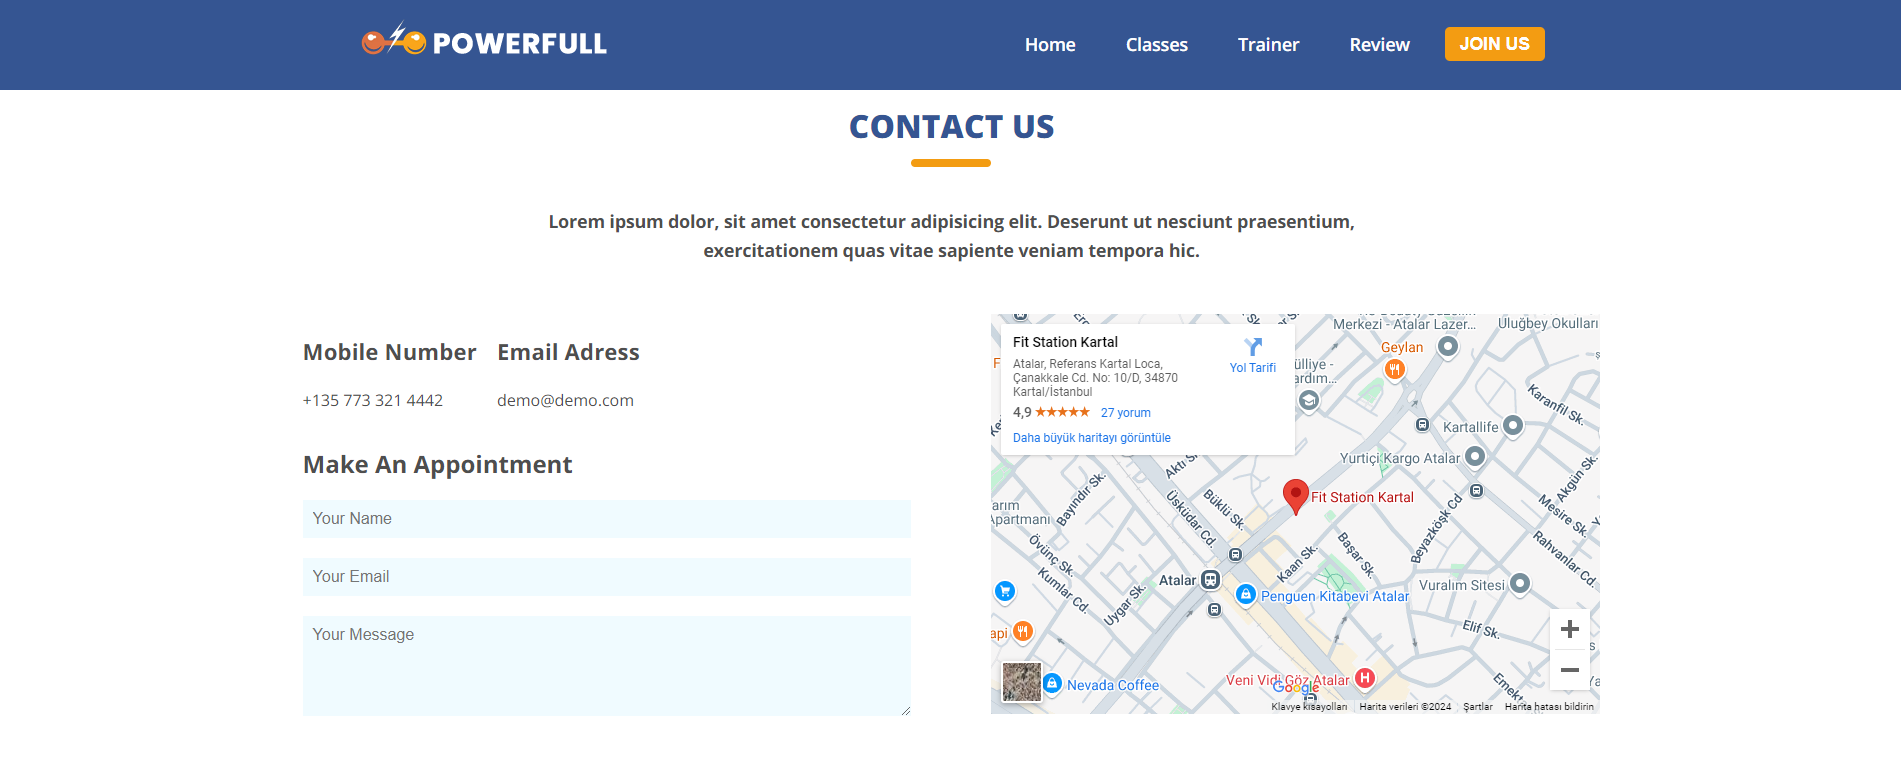 POWERFULL
Home
Classes
Trainer
Review
JOIN US
CONTACT US
Lorem ipsum dolor, sit amet consectetur adipisicing elit. Deserunt ut nesciunt praesentium,
exercitationem quas vitae sapiente veniam tempora hic.
Mobile Number
Email Adress
+135 773 321 4442
demo@demo.com
Make An Appointment
Your Name
Your Email
Your Message
Fit Station Kartal
Atalar, Referans Kartal Loca,
Çanakkale Cd. No: 10/D, 34870
Kartal/İstanbul
4,9
27 yorum
Daha büyük haritayı görüntüle
Yol Tarifi
Merkezi - Atalar Lazer...
Uluğbey Okulları
Geylan
Karanfil Sk.
Kartallife
Yurtiçi Kargo Atalar
Aktı S
Bayındır Sk.
Üsküdar Cd.
Büklü Sk.
Fit Station Kartal
Akgün Sk.
Mesire Sk.
Beyazköşk Cd
Rahvanlar Cd.
Başar Sk.
Kaan Sk.
Övünç Sk.
Kumlar Cd.
Uygar Sk.
Atalar
Penguen Kitabevi Atalar
Vuralım Sitesi
Elif Sk.
Nevada Coffee
Veni Vidi Göz Atalar
Google
Klavye kısayolları
Harita verileri ©2024
Şartlar
Harita hatası bildirin